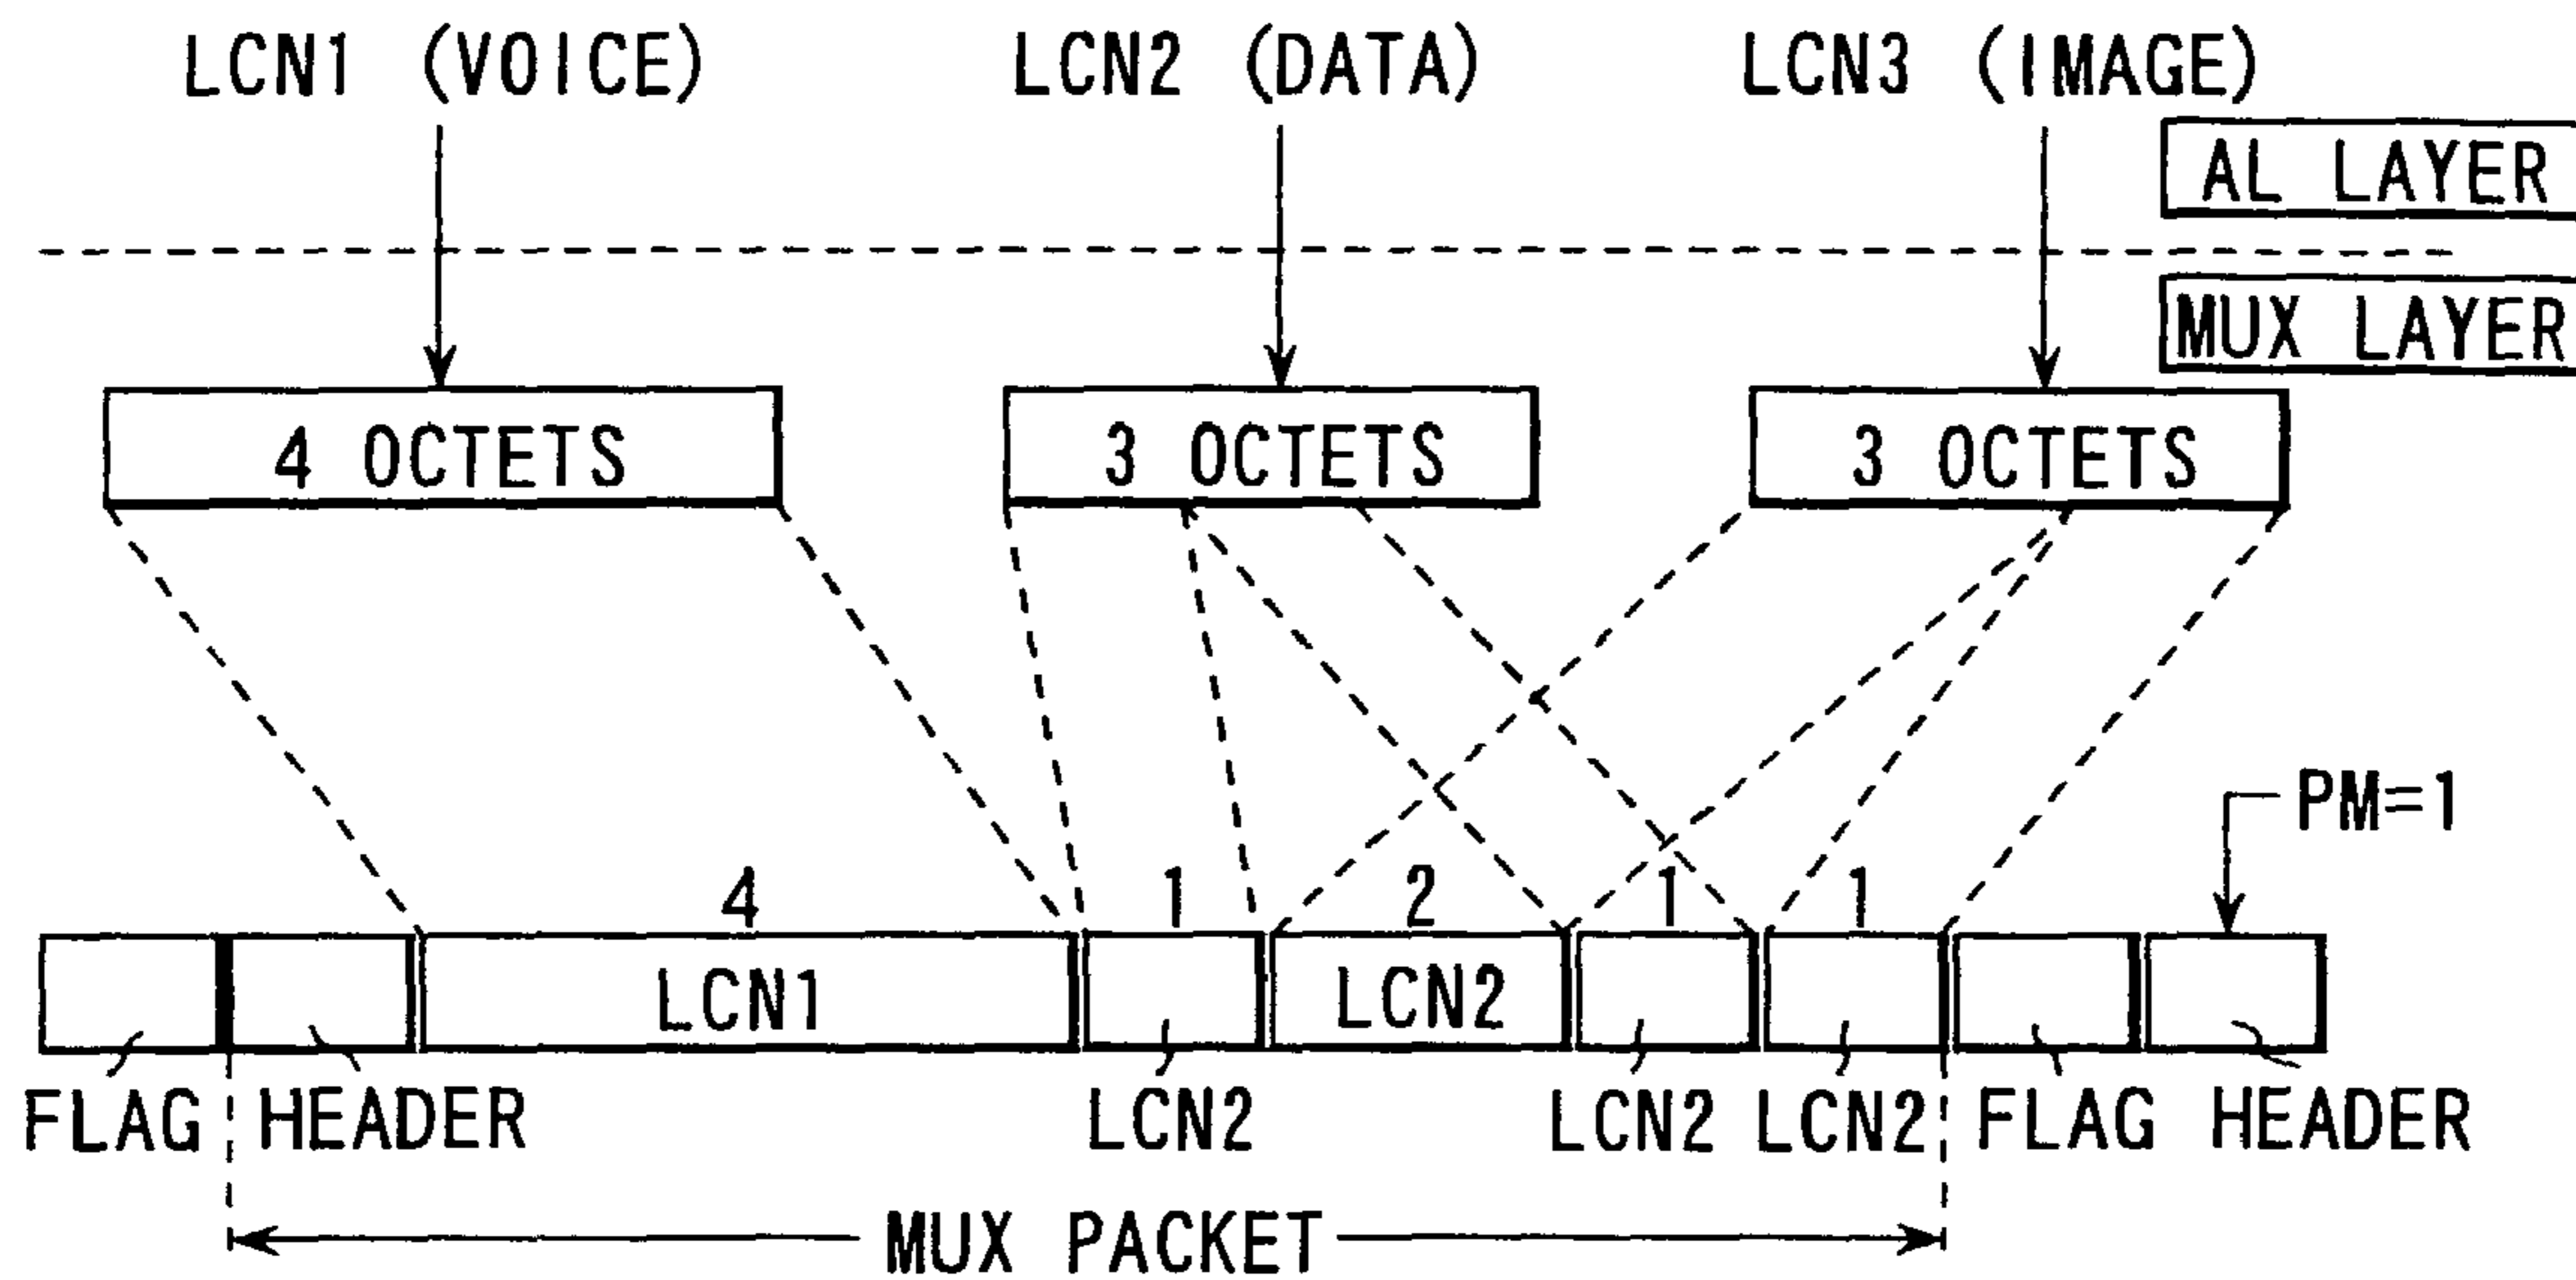 LCN1 (VOICE) LCN2 (DATA) LCN3 (IMAGE)
AL LAYER
MUX LAYER
4 OCTETS 3 OCTETS 3 OCTETS
PM=1
4 1 2 1 1
LCN1 LCN2
FLAG HEADER LCN2 LCN2 LCN2 FLAG HEADER
MUX PACKET